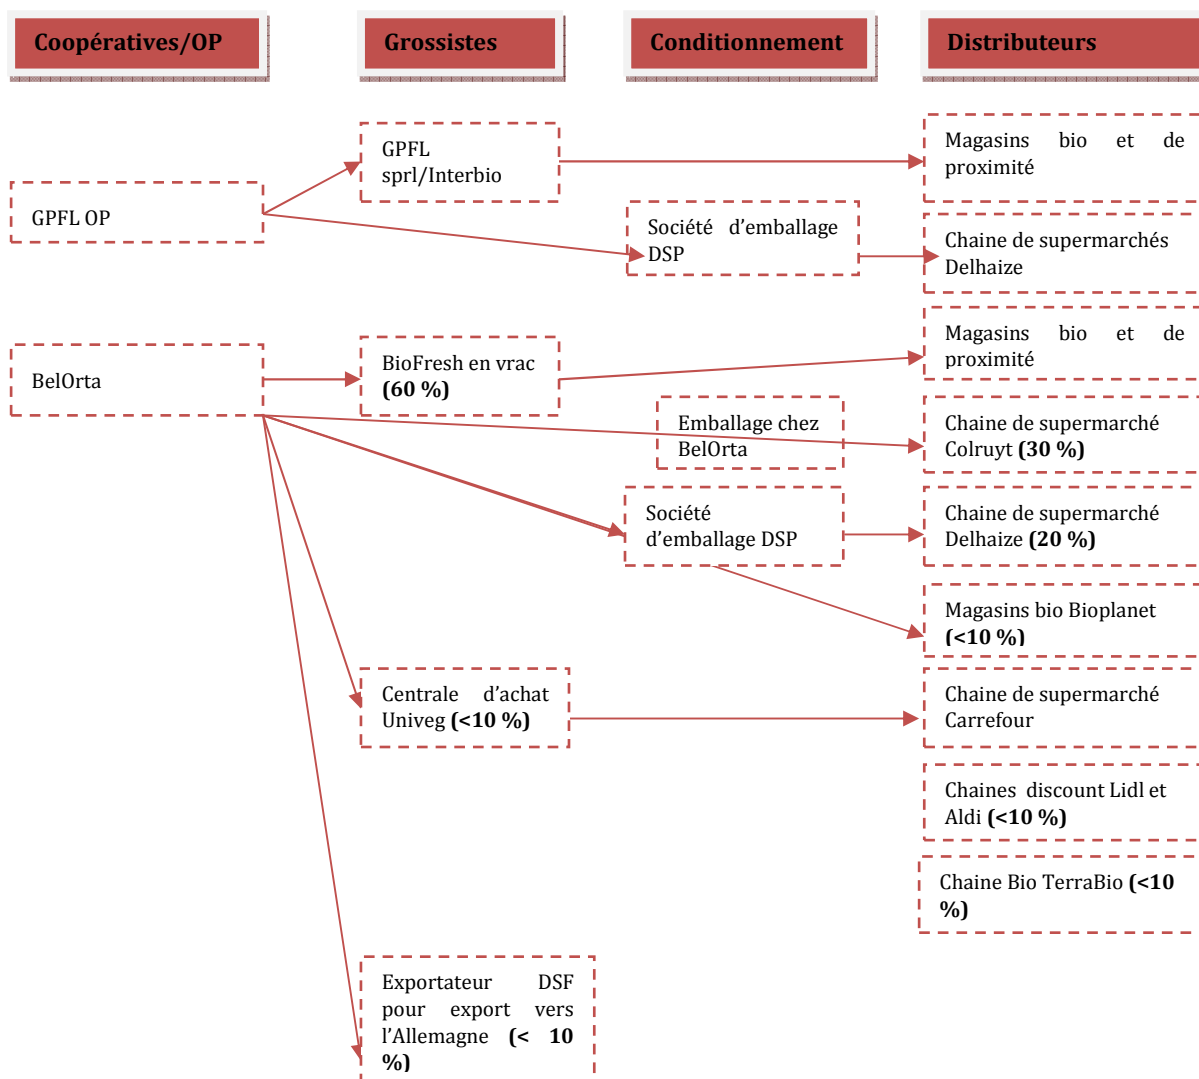 Coopératives/OP
Grossistes
Conditionnement
Distributeurs
GPFL
sprl/Interbio
Magasins bio et de
proximité
GPFL OP
Société d'emballage
DSP
Chaine de supermarchés
Delhaize
Magasins bio et de
proximité
BelOrta
BioFresh en vrac
(60 %)
Emballage chez
BelOrta
Chaine de supermarché
Colruyt (30 %)
Société
d'emballage DSP
Chaine de supermarché
Delhaize (20 %)
Magasins bio Bioplanet
(<10 %)
Centrale d'achat
Univeg (<10 %)
Chaine de supermarché
Carrefour
Chaines discount Lidl et
Aldi (<10 %)
Chaine Bio TerraBio (<10
%)
Exportateur DSF
pour export vers
l'Allemagne (< 10
%)